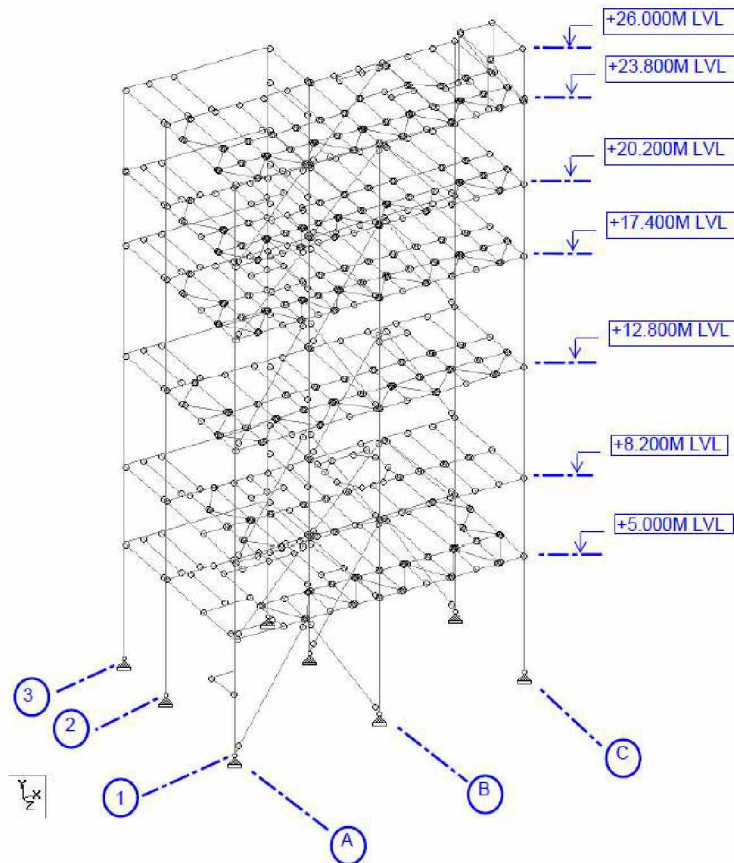 +26.000M LVL
+23.800M LVL
+20.200M LVL
+17.400M LVL
+12.800M LVL
+8.200M LVL
+5.000M LVL
3
2
1
A
B
C
Y
X
Z